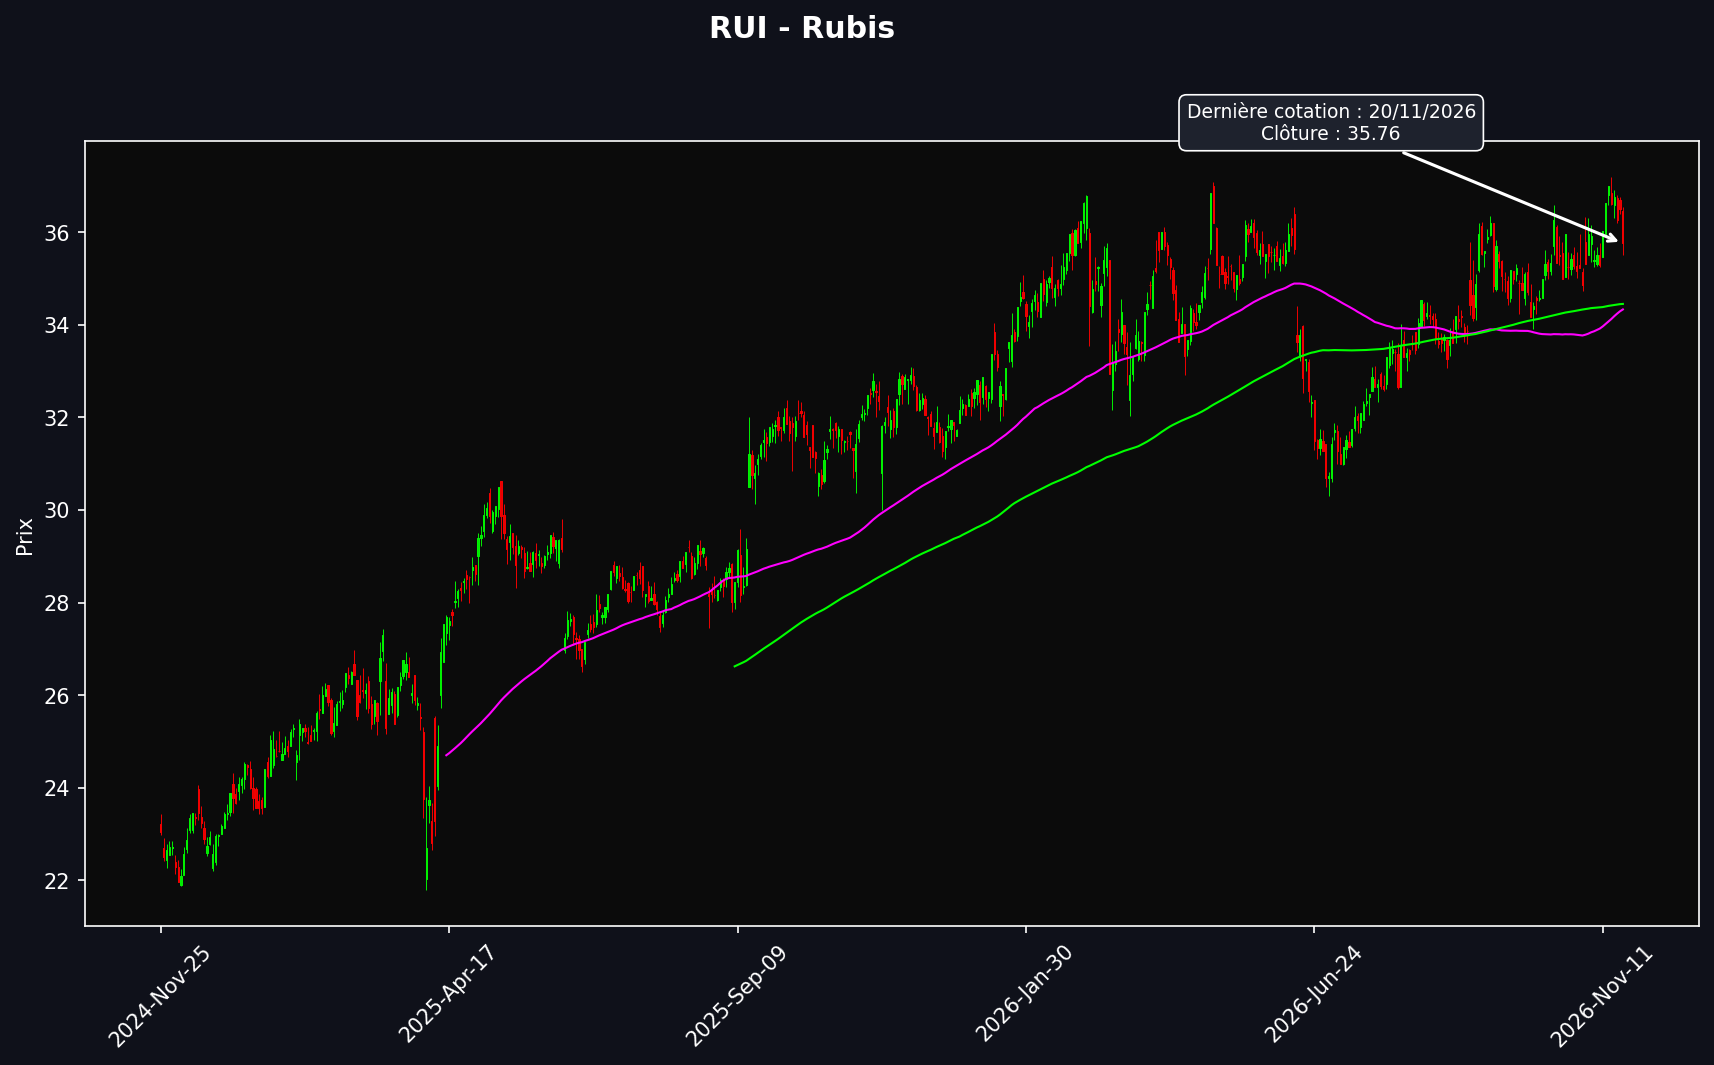 RUI - Rubis
Dernière cotation : 20/11/2026
Clôture : 35.76
Prix
36
34
32
30
28
26
24
22
2024-Nov-25
2025-Apr-17
2025-Sep-09
2026-Jan-30
2026-Jun-24
2026-Nov-11